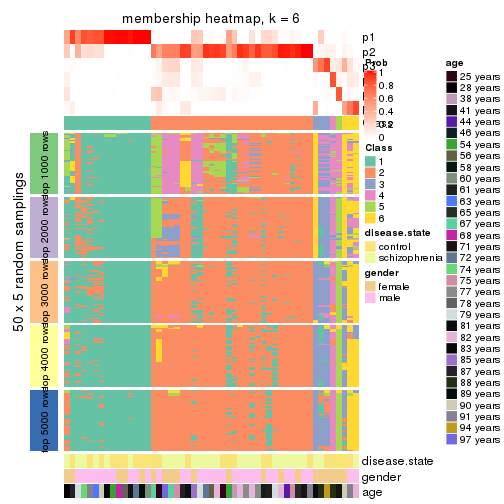 membership heatmap, k = 6
p1
p2
p3
Prob
1
0.8
0.6
0.4
0.2
0
Class
1
2
3
4
5
6
disease.state
control
schizophrenia
gender
female
male
age
25 years
28 years
38 years
41 years
44 years
46 years
54 years
56 years
58 years
60 years
61 years
63 years
65 years
67 years
68 years
71 years
72 years
74 years
75 years
77 years
78 years
79 years
81 years
82 years
83 years
85 years
87 years
88 years
89 years
90 years
91 years
94 years
97 years
50 x 5 random samplings
top 1000 rows
top 2000 rows
top 3000 rows
top 4000 rows
top 5000 rows
disease.state
gender
age